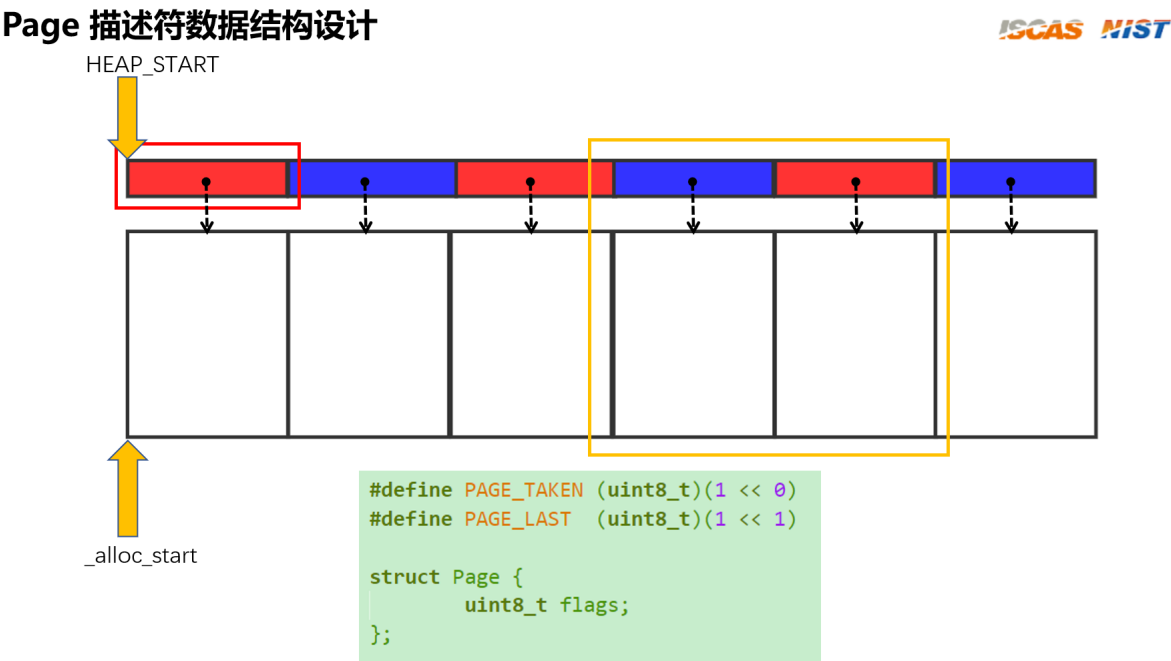 Page 描述符数据结构设计
ISCAS NIST
HEAP_START
_alloc_start
#define PAGE_TAKEN (uint8_t)(1 << 0)
#define PAGE_LAST  (uint8_t)(1 << 1)
struct Page {
        uint8_t flags;
};